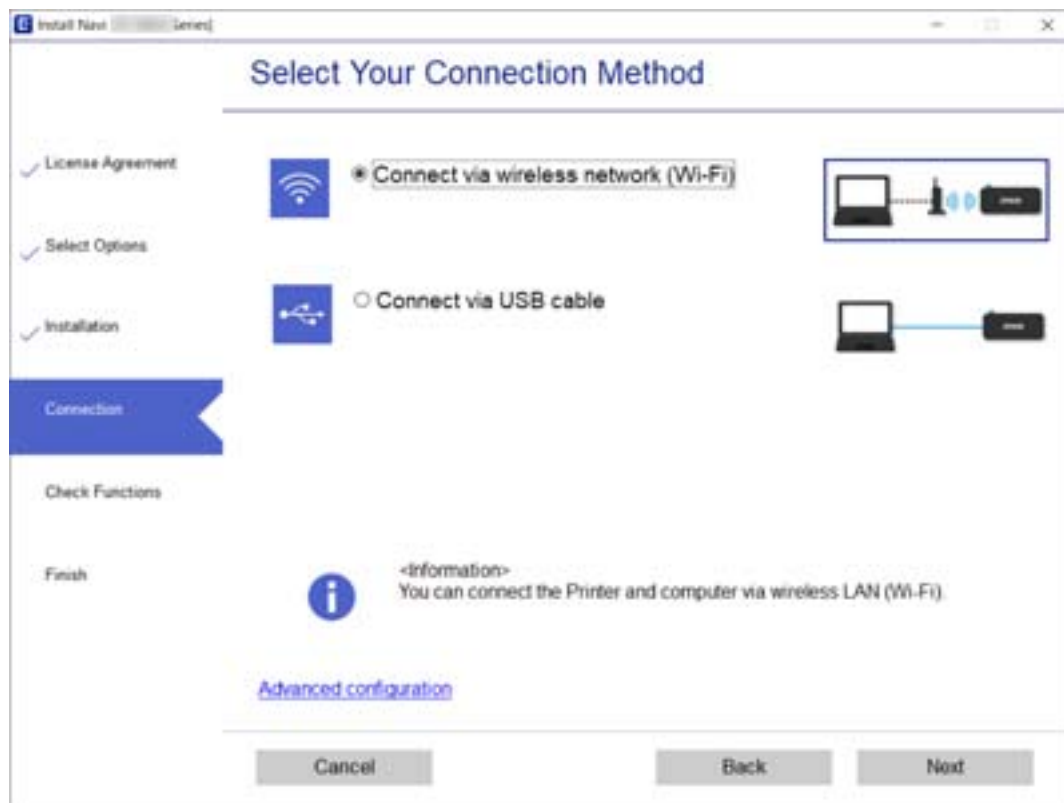 Install Navi Series]
Select Your Connection Method
License Agreement
Select Options
Installation
Connection
Check Functions
Finish
Connect via wireless network (Wi-Fi)
Connect via USB cable
<Information>
You can connect the Printer and computer via wireless LAN (Wi-Fi).
Advanced configuration
Cancel
Back
Next